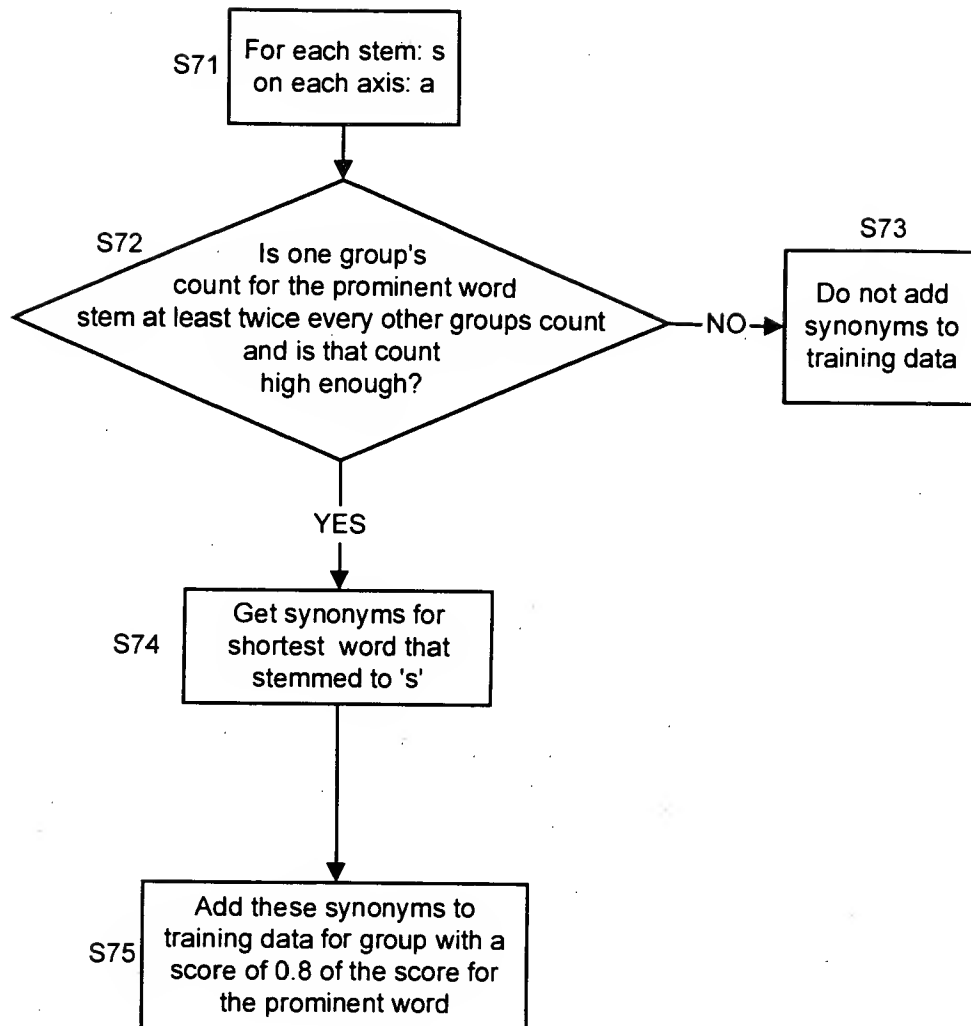 S71
For each stem: s
on each axis: a
S72
Is one group's
count for the prominent word
stem at least twice every other groups count
and is that count
high enough?
NO
S73
Do not add
synonyms to
training data
YES
S74
Get synonyms for
shortest word that
stemmed to 's'
S75
Add these synonyms to
training data for group with a
score of 0.8 of the score for
the prominent word